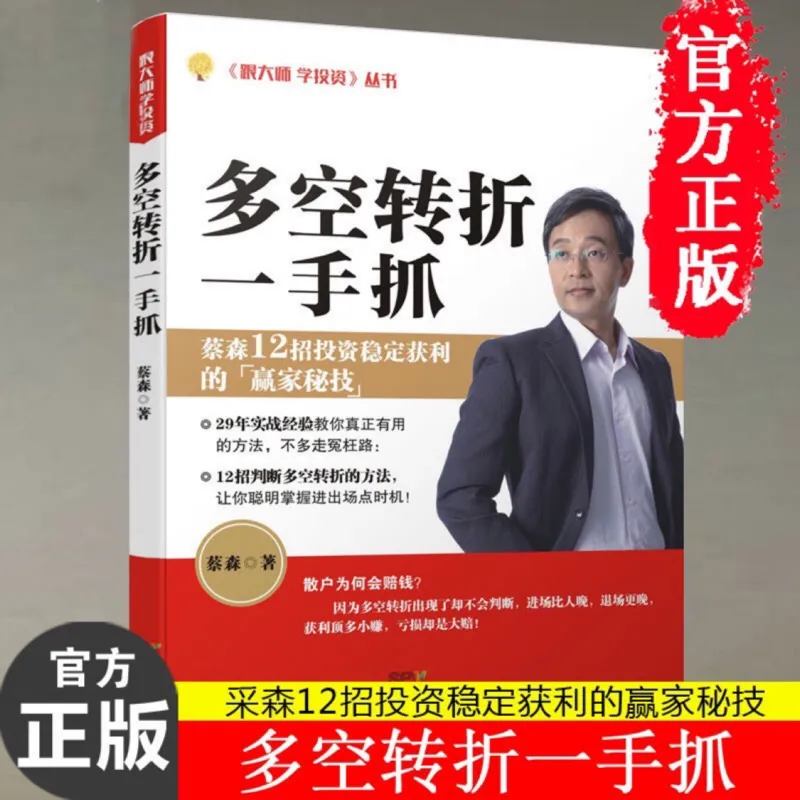 跟大师学投资
多空转折一手抓
蔡森◎著
《跟大师 学投资》丛书
多空转折
一手抓
蔡森12招投资稳定获利
的「赢家秘技」
◎ 29年实战经验教你真正有用
的方法，不多走冤枉路：
◎ 12招判断多空转折的方法，
让你聪明掌握进出场点时机！
蔡森◎著
散户为何会赔钱？
因为多空转折出现了却不会判断，进场比人晚，退场更晚，
获利顶多小赚，亏损却是大赔！
官方正版
官方
正版
采森12招投资稳定获利的赢家秘技
多空转折一手抓